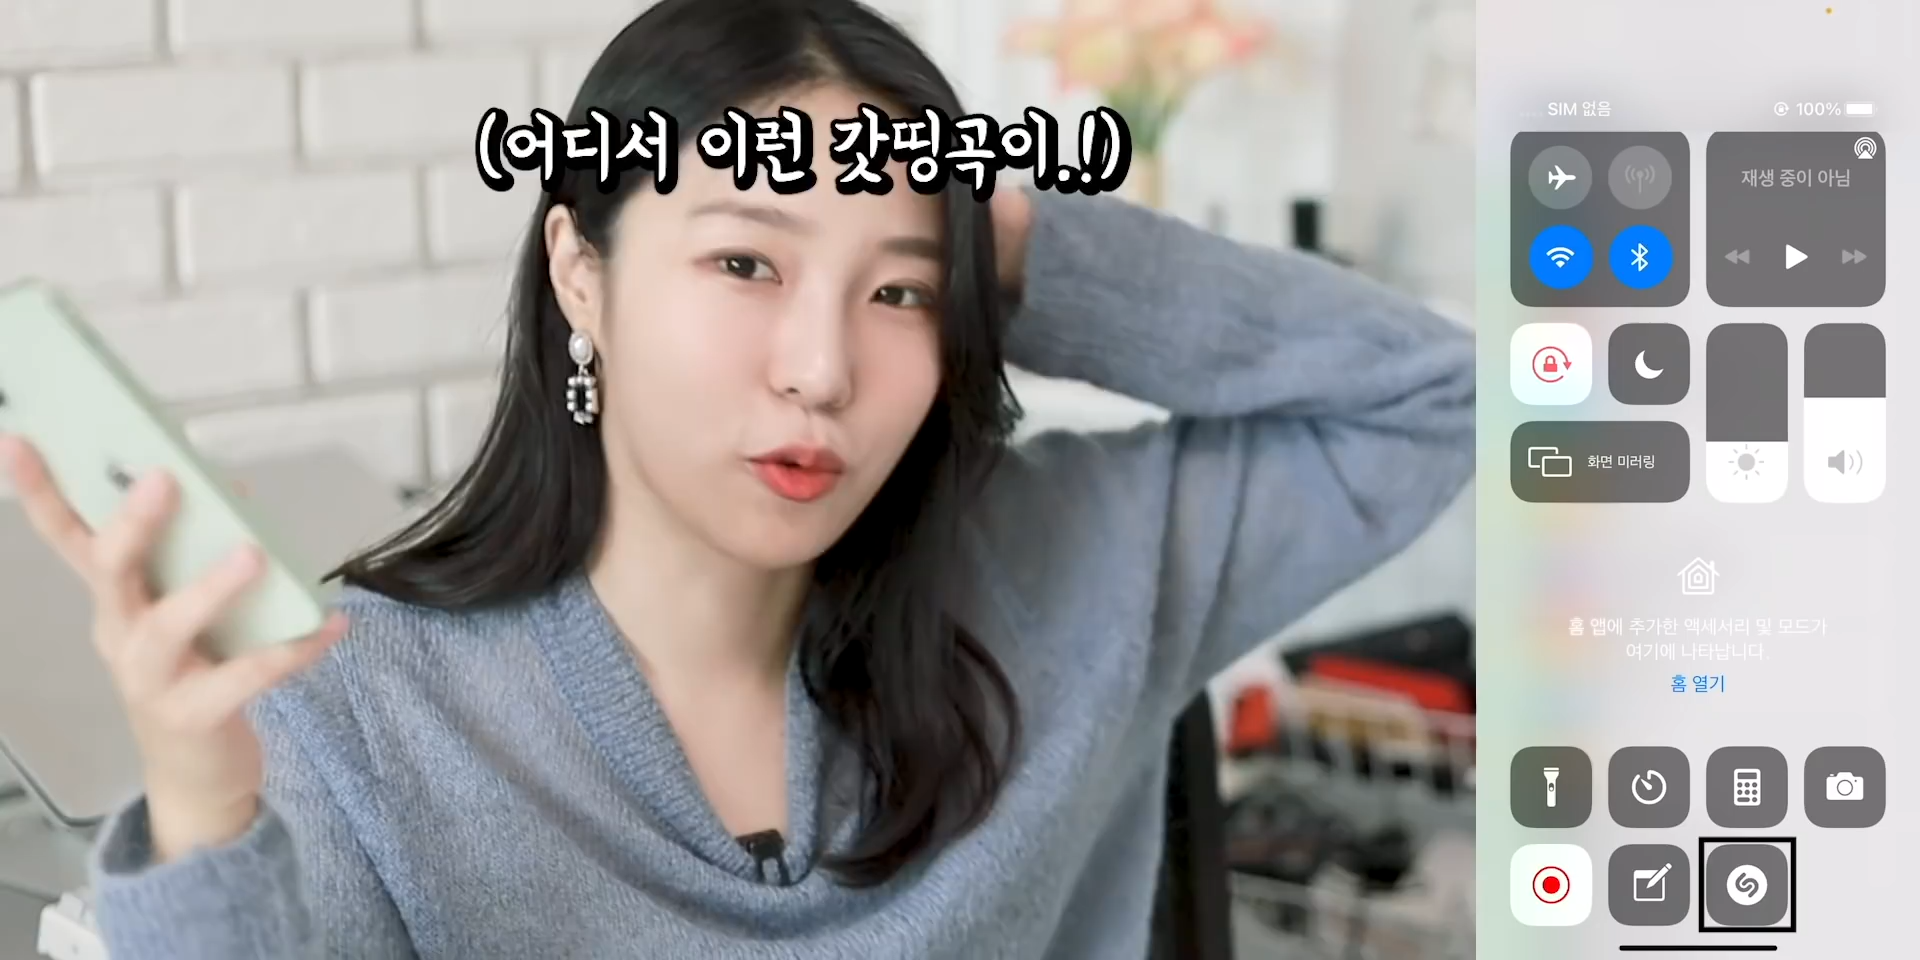 (어디서 이런 갓띵곡이.!)
SIM 없음
100%
재생 중이 아님
화면 미러링
홈 앱에 추가한 액세서리 및 모드가
여기에 나타납니다.
홈 열기